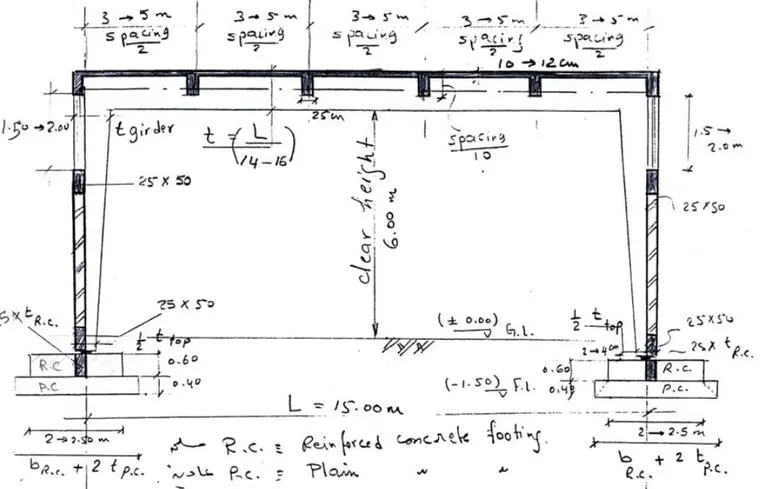 3 → 5 m 3 → 5 m 3 → 5 m 3 → 5 m 3 → 5 m
spacing/2 spacing/2 spacing/2 spacing/2 spacing/2
10 → 12 cm
1.50 → 2.00
t girder
t = (L/14-16)
25 cm
spacing/10
1.5 → 2.0 m
25 x 50
25 x 50
clear height
6.00 m
25 x 50
25 x 50
t R.C.
1/2 t top
(± 0.00) G.L.
1/2 t top
2 → 4 cm
25 x t R.C.
R.C
0.60
P.C
0.40
(-1.50) F.L.
0.60
R.C.
P.C.
L = 15.00 m
2 → 2.50 m
2 → 2.5 m
b R.C. + 2 t P.C.
b R.C. + 2 t P.C.
R.C. ≡ Reinforced concrete footing.
عادية P.C. ≡ Plain " "